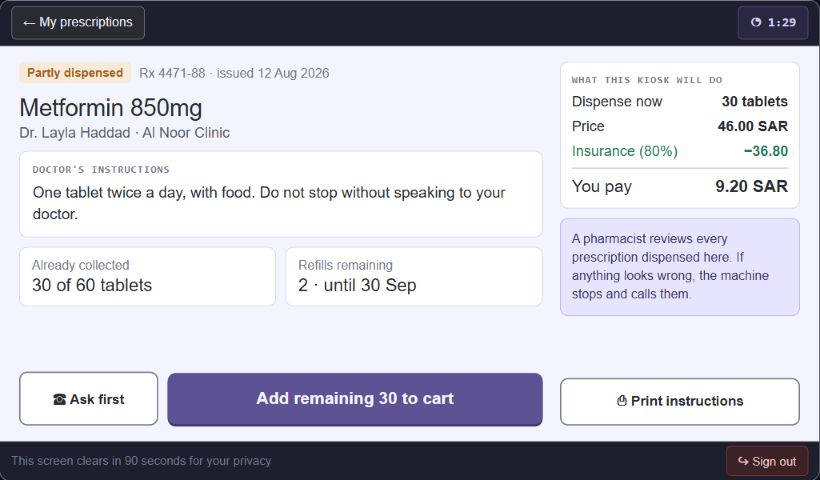 ← My prescriptions
◔ 1:29
Partly dispensed
Rx 4471-88 · issued 12 Aug 2026
Metformin 850mg
Dr. Layla Haddad · Al Noor Clinic
DOCTOR'S INSTRUCTIONS
One tablet twice a day, with food. Do not stop without speaking to your
doctor.
Already collected
30 of 60 tablets
Refills remaining
2 · until 30 Sep
☎ Ask first
Add remaining 30 to cart
WHAT THIS KIOSK WILL DO
Dispense now 30 tablets
Price 46.00 SAR
Insurance (80%) −36.80
You pay 9.20 SAR
A pharmacist reviews every
prescription dispensed here. If
anything looks wrong, the machine
stops and calls them.
⎙ Print instructions
This screen clears in 90 seconds for your privacy
↪ Sign out